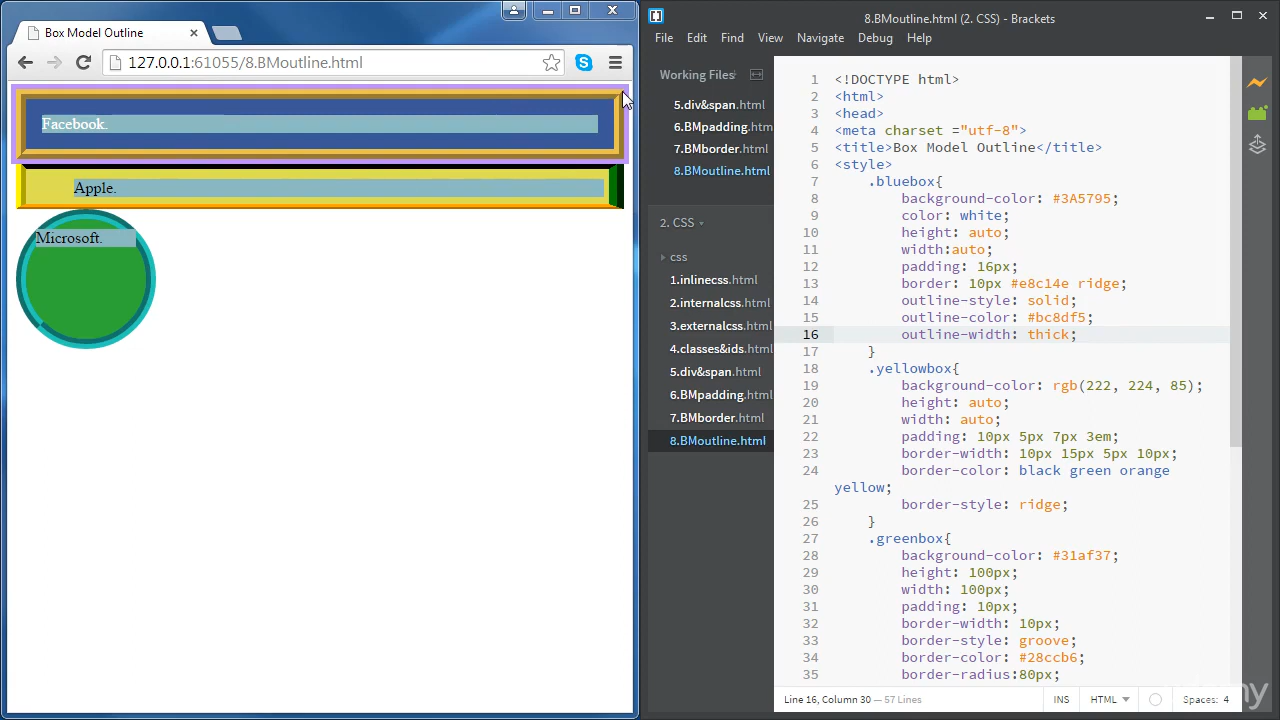 Box Model Outline
127.0.0.1:61055/8.BMoutline.html
Facebook.
Apple.
Microsoft.
8.BMoutline.html (2. CSS) - Brackets
File Edit Find View Navigate Debug Help
Working Files
5.div&span.html
6.BMpadding.htm
7.BMborder.html
8.BMoutline.html
2. CSS
css
1.inlinecss.html
2.internalcss.html
3.externalcss.html
4.classes&ids.html
5.div&span.html
6.BMpadding.html
7.BMborder.html
8.BMoutline.html
1 <!DOCTYPE html>
2 <html>
3 <head>
4 <meta charset ="utf-8">
5 <title>Box Model Outline</title>
6 <style>
7 .bluebox{
8 background-color: #3A5795;
9 color: white;
10 height: auto;
11 width:auto;
12 padding: 16px;
13 border: 10px #e8c14e ridge;
14 outline-style: solid;
15 outline-color: #bc8df5;
16 outline-width: thick;
17 }
18 .yellowbox{
19 background-color: rgb(222, 224, 85);
20 height: auto;
21 width: auto;
22 padding: 10px 5px 7px 3em;
23 border-width: 10px 15px 5px 10px;
24 border-color: black green orange
yellow;
25 border-style: ridge;
26 }
27 .greenbox{
28 background-color: #31af37;
29 height: 100px;
30 width: 100px;
31 padding: 10px;
32 border-width: 10px;
33 border-style: groove;
34 border-color: #28ccb6;
35 border-radius:80px;
Line 16, Column 30 — 57 Lines
INS HTML Spaces: 4